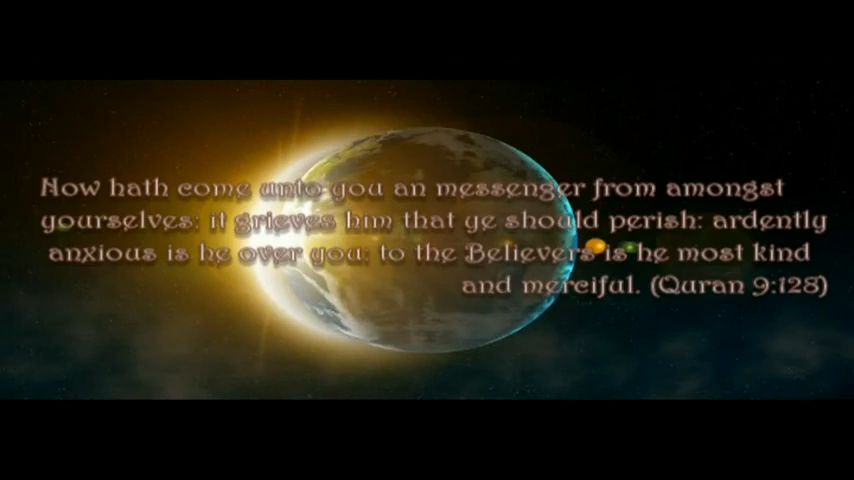 Now hath come unto you an messenger from amongst
yourselves: it grieves him that ye should perish: ardently
anxious is he over you: to the Believers is he most kind
and merciful. (Quran 9:128)